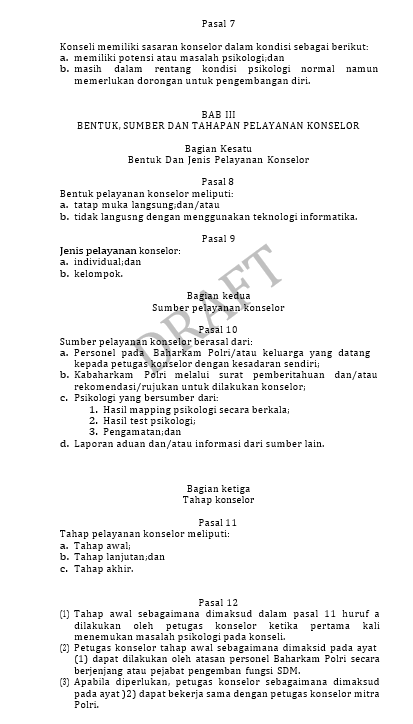 Pasal 7
Konseli memiliki sasaran konselor dalam kondisi sebagai berikut:
a. memiliki potensi atau masalah psikologi;dan
b. masih dalam rentang kondisi psikologi normal namun
memerlukan dorongan untuk pengembangan diri.
BAB III
BENTUK, SUMBER DAN TAHAPAN PELAYANAN KONSELOR
Bagian Kesatu
Bentuk Dan Jenis Pelayanan Konselor
Pasal 8
Bentuk pelayanan konselor meliputi:
a. tatap muka langsung;dan/atau
b. tidak langusng dengan menggunakan teknologi informatika.
Pasal 9
Jenis pelayanan konselor:
a. individual;dan
b. kelompok.
DRAFT
Bagian kedua
Sumber pelayanan konselor
Pasal 10
Sumber pelayanan konselor berasal dari:
a. Personel pada Baharkam Polri/atau keluarga yang datang
kepada petugas konselor dengan kesadaran sendiri;
b. Kabaharkam Polri melalui surat pemberitahuan dan/atau
rekomendasi/rujukan untuk dilakukan konselor;
c. Psikologi yang bersumber dari:
1. Hasil mapping psikologi secara berkala;
2. Hasil test psikologi;
3. Pengamatan;dan
d. Laporan aduan dan/atau informasi dari sumber lain.
Bagian ketiga
Tahap konselor
Pasal 11
Tahap pelayanan konselor meliputi:
a. Tahap awal;
b. Tahap lanjutan;dan
c. Tahap akhir.
Pasal 12
(1) Tahap awal sebagaimana dimaksud dalam pasal 11 huruf a
dilakukan oleh petugas konselor ketika pertama kali
menemukan masalah psikologi pada konseli.
(2) Petugas konselor tahap awal sebagaimana dimaksid pada ayat
(1) dapat dilakukan oleh atasan personel Baharkam Polri secara
berjenjang atau pejabat pengemban fungsi SDM.
(3) Apabila diperlukan, petugas konselor sebagaimana dimaksud
pada ayat )2) dapat bekerja sama dengan petugas konselor mitra
Polri.